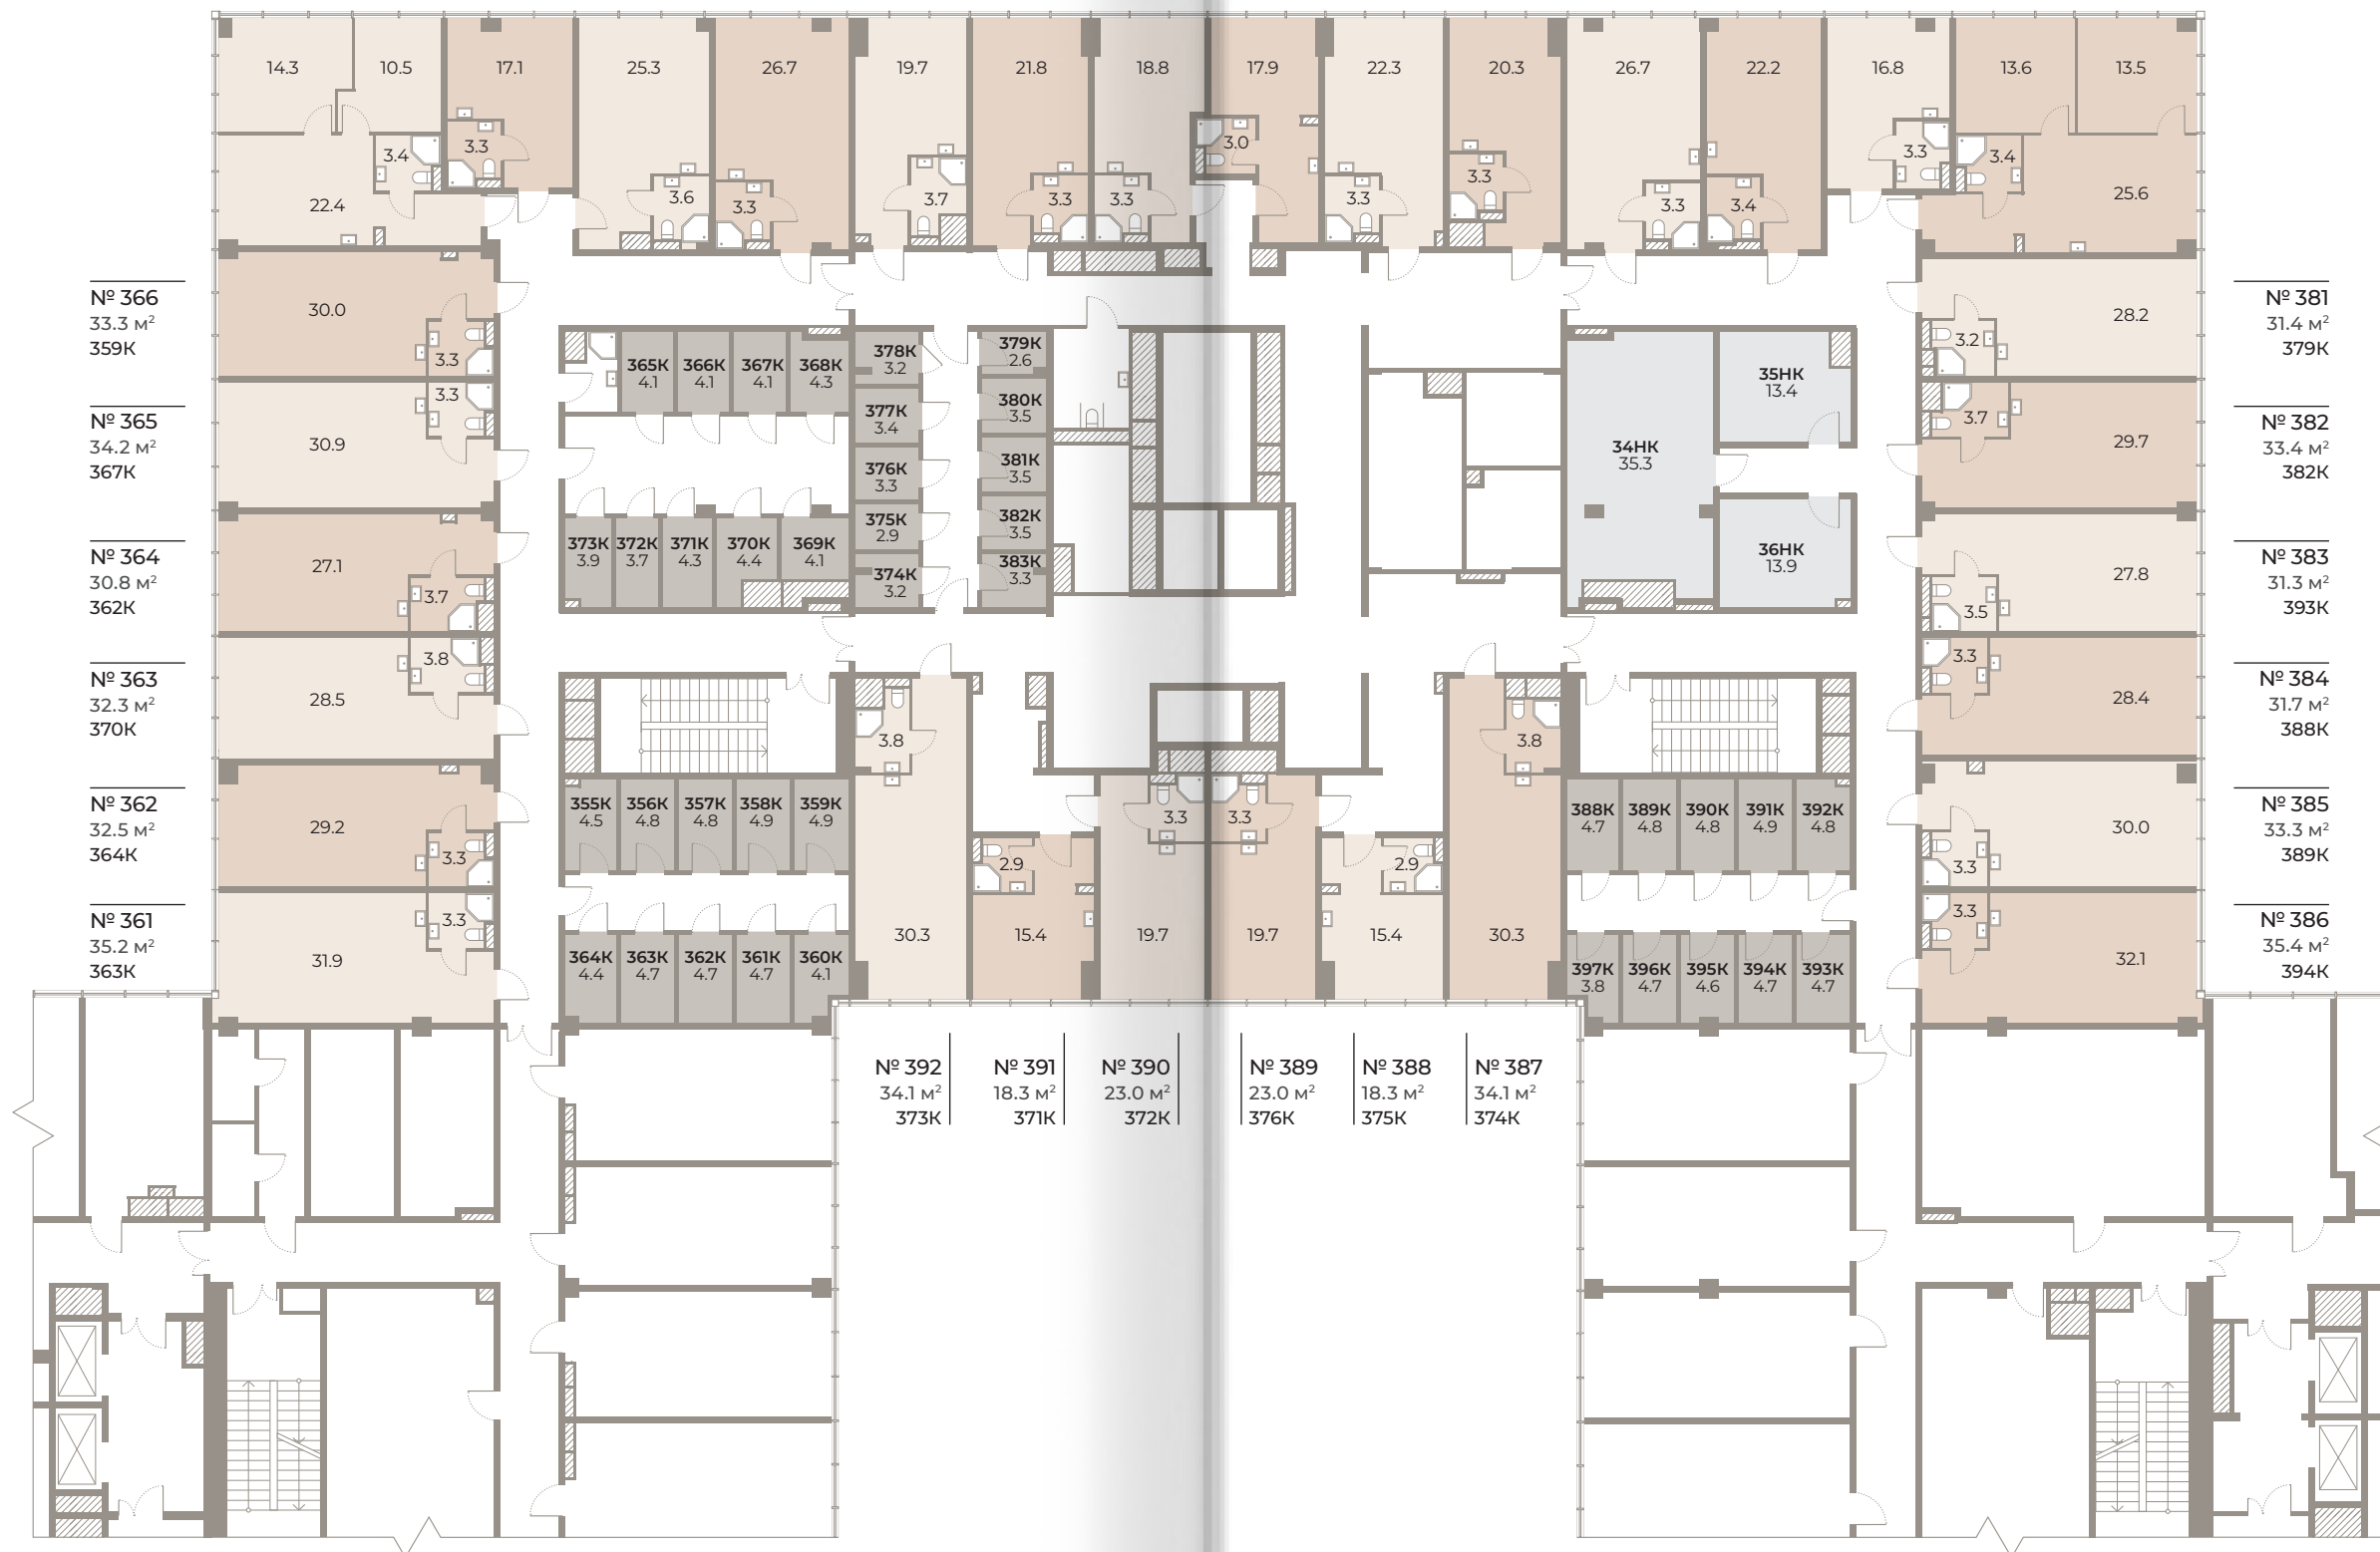 14.3
10.5
17.1
25.3
26.7
19.7
21.8
18.8
17.9
22.3
20.3
26.7
22.2
16.8
13.6
13.5
3.4
3.3
3.6
3.3
3.7
3.3
3.3
3.0
3.3
3.3
3.3
3.4
3.3
3.4
22.4
25.6
№ 366
33.3 м²
359К
№ 365
34.2 м²
367К
№ 364
30.8 м²
362К
№ 363
32.3 м²
370К
№ 362
32.5 м²
364К
№ 361
35.2 м²
363К
30.0
3.3
3.3
30.9
27.1
3.7
3.8
28.5
29.2
3.3
3.3
31.9
365К
4.1
366К
4.1
367К
4.1
368К
4.3
373К
3.9
372К
3.7
371К
4.3
370К
4.4
369К
4.1
378К
3.2
377К
3.4
376К
3.3
375К
2.9
374К
3.2
379К
2.6
380К
3.5
381К
3.5
382К
3.5
383К
3.3
34НК
35.3
35НК
13.4
36НК
13.9
28.2
3.2
3.7
29.7
27.8
3.5
3.3
28.4
30.0
3.3
3.3
32.1
№ 381
31.4 м²
379К
№ 382
33.4 м²
382К
№ 383
31.3 м²
393К
№ 384
31.7 м²
388К
№ 385
33.3 м²
389К
№ 386
35.4 м²
394К
355К
4.5
356К
4.8
357К
4.8
358К
4.9
359К
4.9
364К
4.4
363К
4.7
362К
4.7
361К
4.7
360К
4.1
3.8
30.3
2.9
15.4
3.3
19.7
3.3
19.7
2.9
15.4
3.8
30.3
388К
4.7
389К
4.8
390К
4.8
391К
4.9
392К
4.8
397К
3.8
396К
4.7
395К
4.6
394К
4.7
393К
4.7
№ 392
34.1 м²
373К
№ 391
18.3 м²
371К
№ 390
23.0 м²
372К
№ 389
23.0 м²
376К
№ 388
18.3 м²
375К
№ 387
34.1 м²
374К